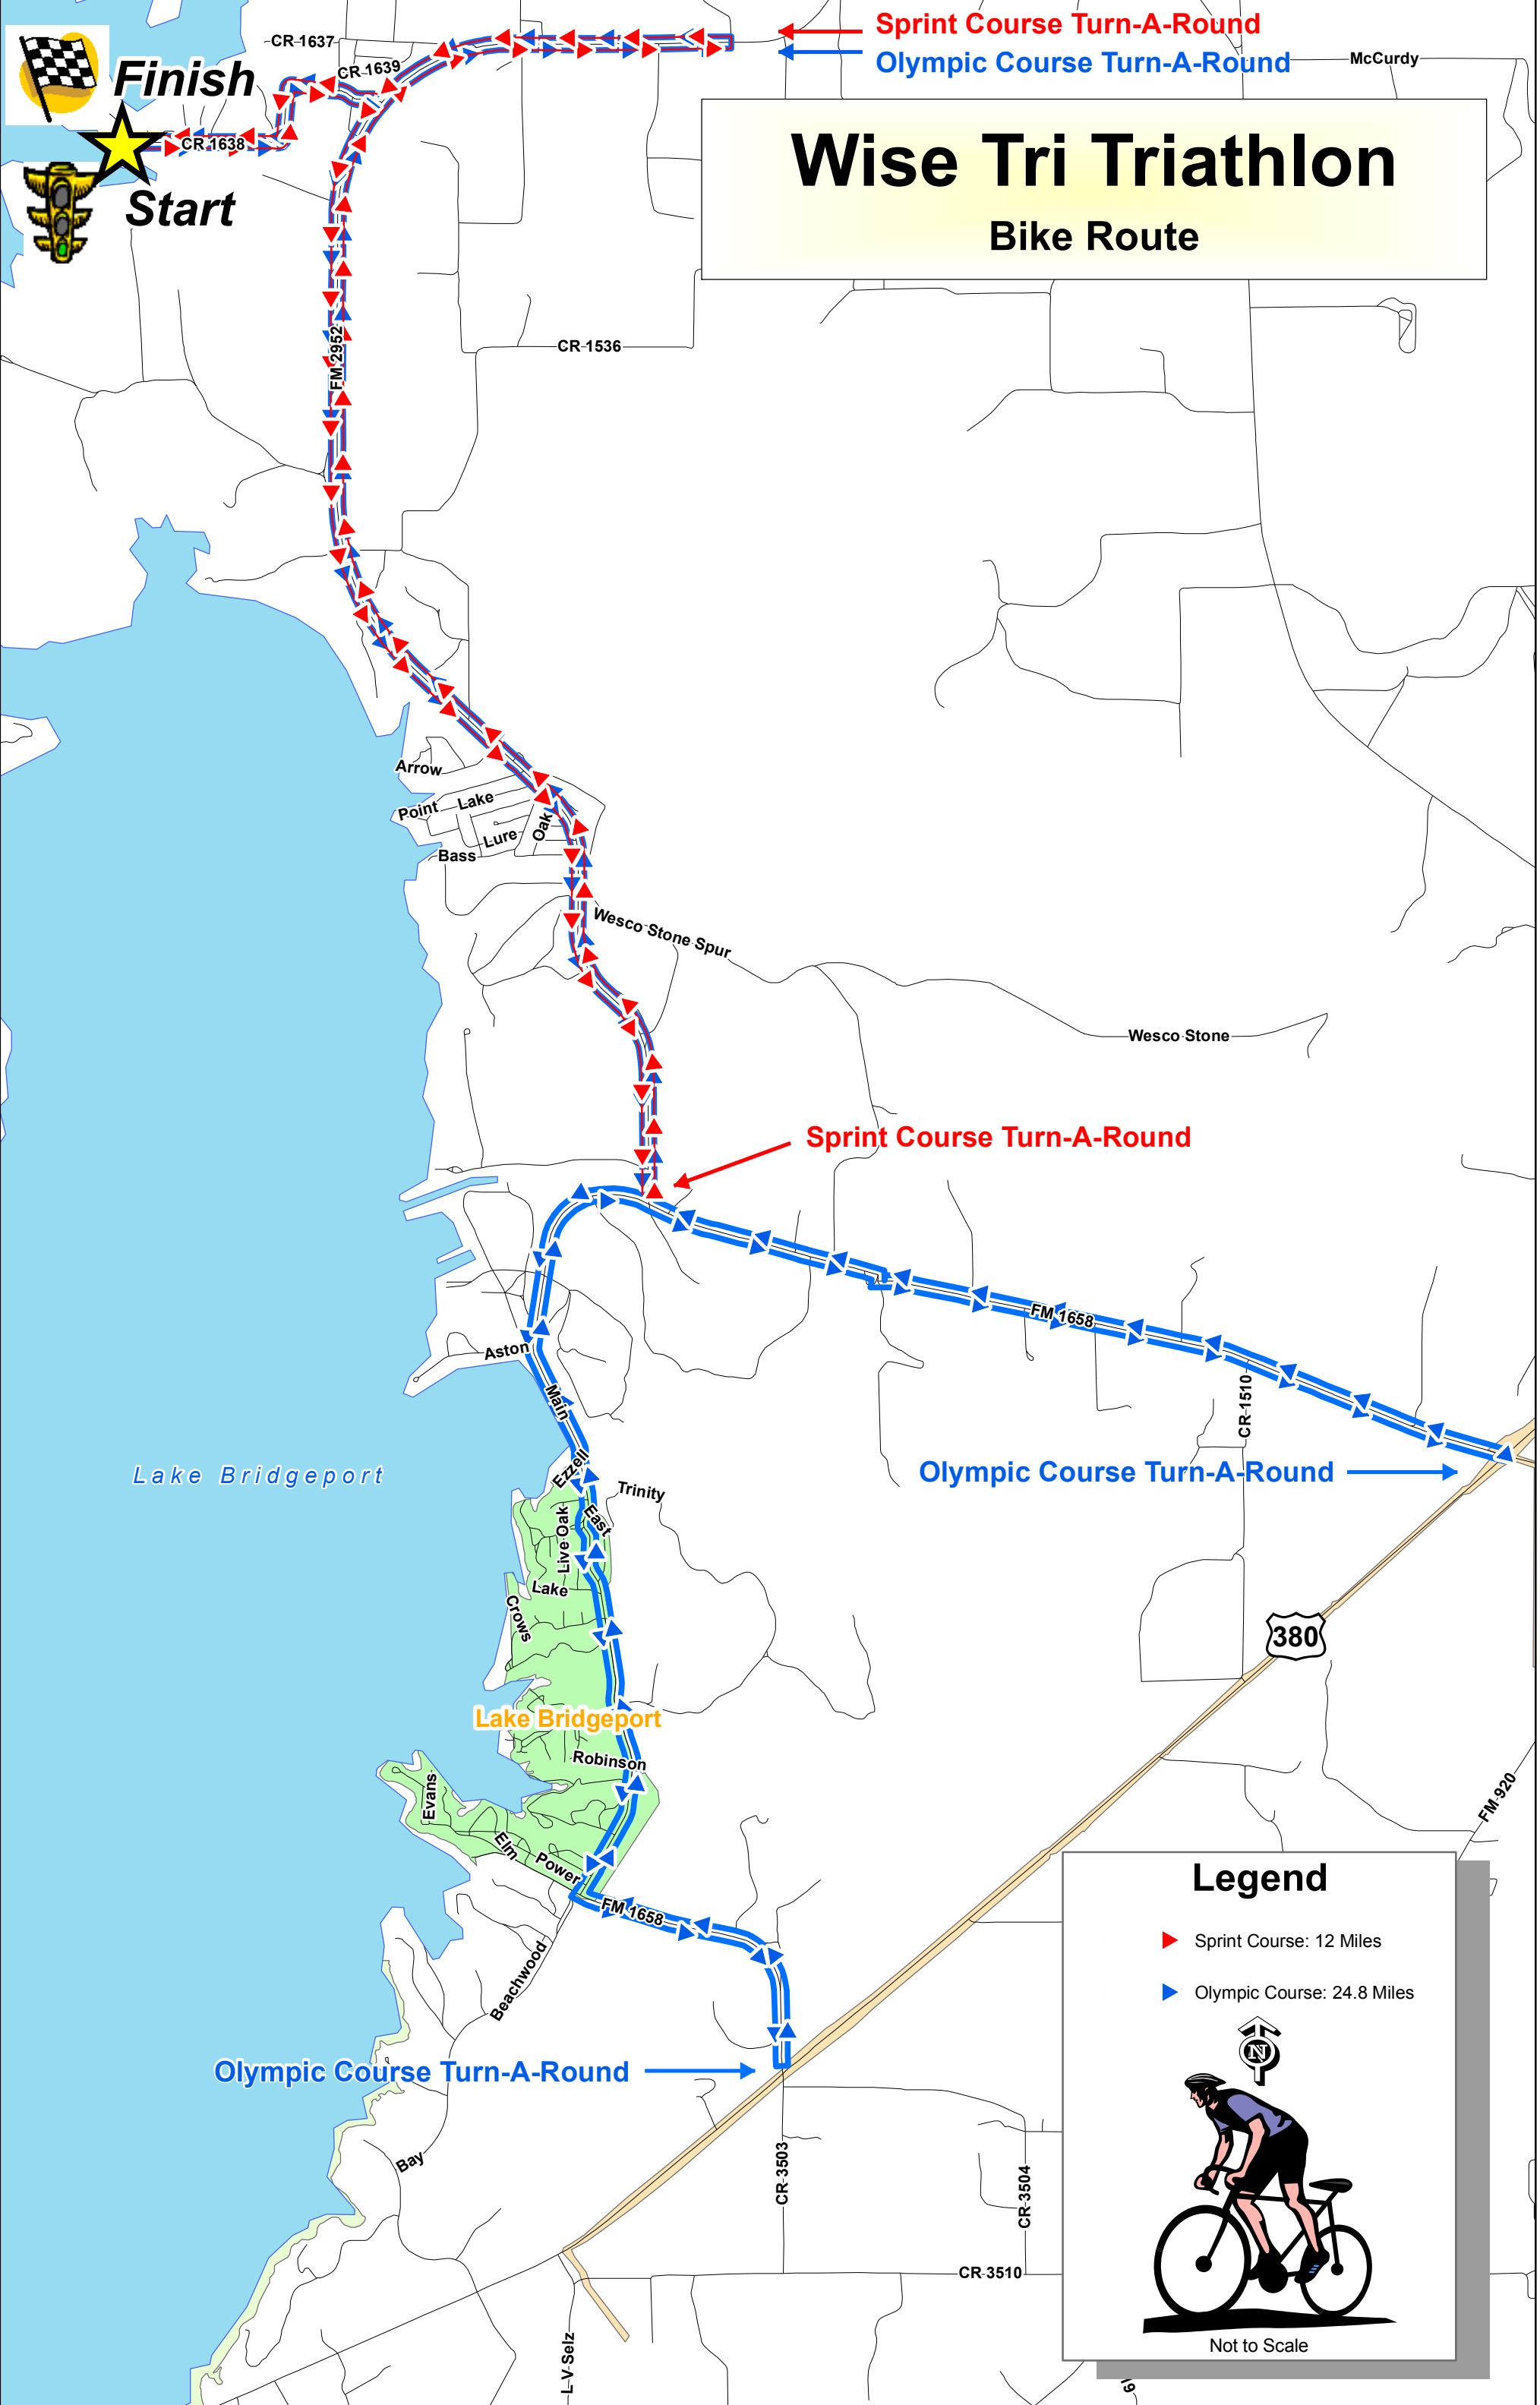 Sprint Course Turn-A-Round
Olympic Course Turn-A-Round
CR 1637
McCurdy
CR 1639
Finish
CR 1638
Start
Wise Tri Triathlon
Bike Route
FM 2952
CR 1536
Arrow
Point
Lake
Lure
Oak
Bass
Wesco Stone Spur
Wesco Stone
Sprint Course Turn-A-Round
FM 1658
Aston
Main
CR 1510
Ezzell
Lake Bridgeport
Olympic Course Turn-A-Round
Trinity
East
Live Oak
Lake
Crows
380
Lake Bridgeport
Robinson
Evans
FM 920
Elm
Power
FM 1658
Beachwood
Legend
Sprint Course: 12 Miles
Olympic Course: 24.8 Miles
N
Olympic Course Turn-A-Round
Bay
CR 3503
CR 3504
CR 3510
L V Selz
Not to Scale